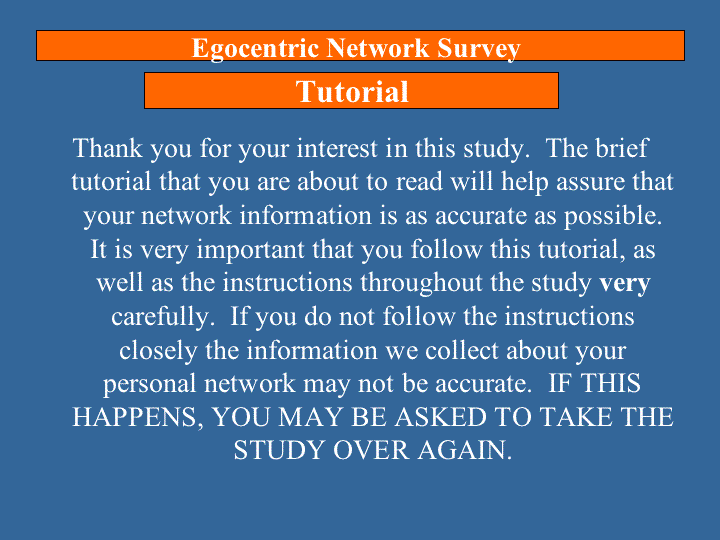 Egocentric Network Survey
Tutorial
Thank you for your interest in this study.  The brief
tutorial that you are about to read will help assure that
your network information is as accurate as possible.
It is very important that you follow this tutorial, as
well as the instructions throughout the study very
carefully.  If you do not follow the instructions
closely the information we collect about your
personal network may not be accurate.  IF THIS
HAPPENS, YOU MAY BE ASKED TO TAKE THE
STUDY OVER AGAIN.